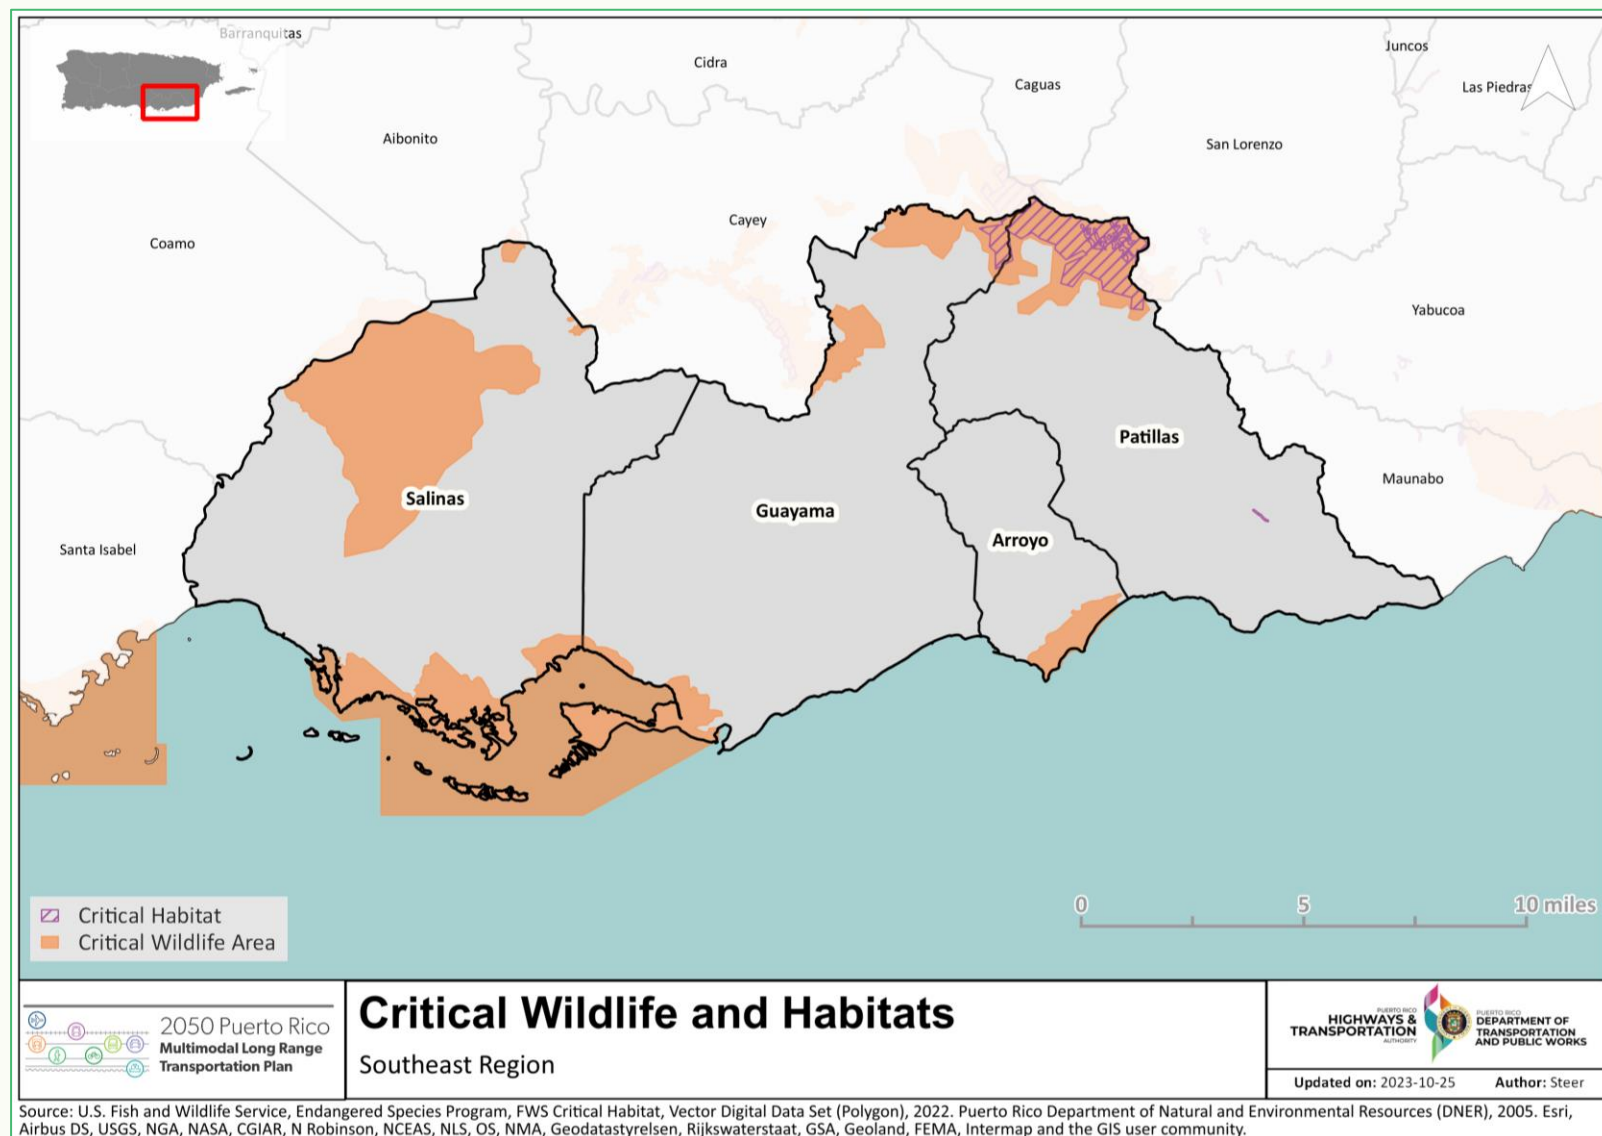 Barranquitas
Cidra
Juncos
Caguas
Las Piedras
Aibonito
San Lorenzo
Coamo
Cayey
Yabucoa
Patillas
Maunabo
Salinas
Guayama
Arroyo
Santa Isabel
Critical Habitat
Critical Wildlife Area
0 5 10 miles
2050 Puerto Rico
Multimodal Long Range
Transportation Plan
Critical Wildlife and Habitats
Southeast Region
PUERTO RICO
HIGHWAYS &
TRANSPORTATION
AUTHORITY
PUERTO RICO
DEPARTMENT OF
TRANSPORTATION
AND PUBLIC WORKS
Updated on: 2023-10-25 Author: Steer
Source: U.S. Fish and Wildlife Service, Endangered Species Program, FWS Critical Habitat, Vector Digital Data Set (Polygon), 2022. Puerto Rico Department of Natural and Environmental Resources (DNER), 2005. Esri,
Airbus DS, USGS, NGA, NASA, CGIAR, N Robinson, NCEAS, NLS, OS, NMA, Geodatastyrelsen, Rijkswaterstaat, GSA, Geoland, FEMA, Intermap and the GIS user community.